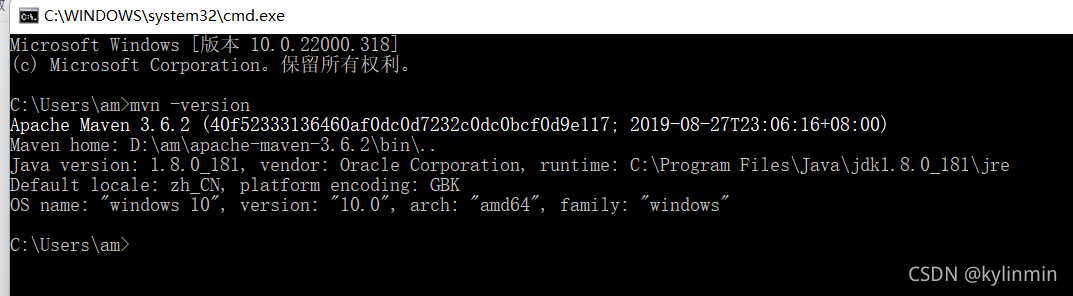 C:\WINDOWS\system32\cmd.exe
Microsoft Windows [版本 10.0.22000.318]
(c) Microsoft Corporation。保留所有权利。
C:\Users\am>mvn -version
Apache Maven 3.6.2 (40f52333136460af0dc0d7232c0dc0bcf0d9e117; 2019-08-27T23:06:16+08:00)
Maven home: D:\am\apache-maven-3.6.2\bin\..
Java version: 1.8.0_181, vendor: Oracle Corporation, runtime: C:\Program Files\Java\jdk1.8.0_181\jre
Default locale: zh_CN, platform encoding: GBK
OS name: "windows 10", version: "10.0", arch: "amd64", family: "windows"
C:\Users\am>
CSDN @kylinmin